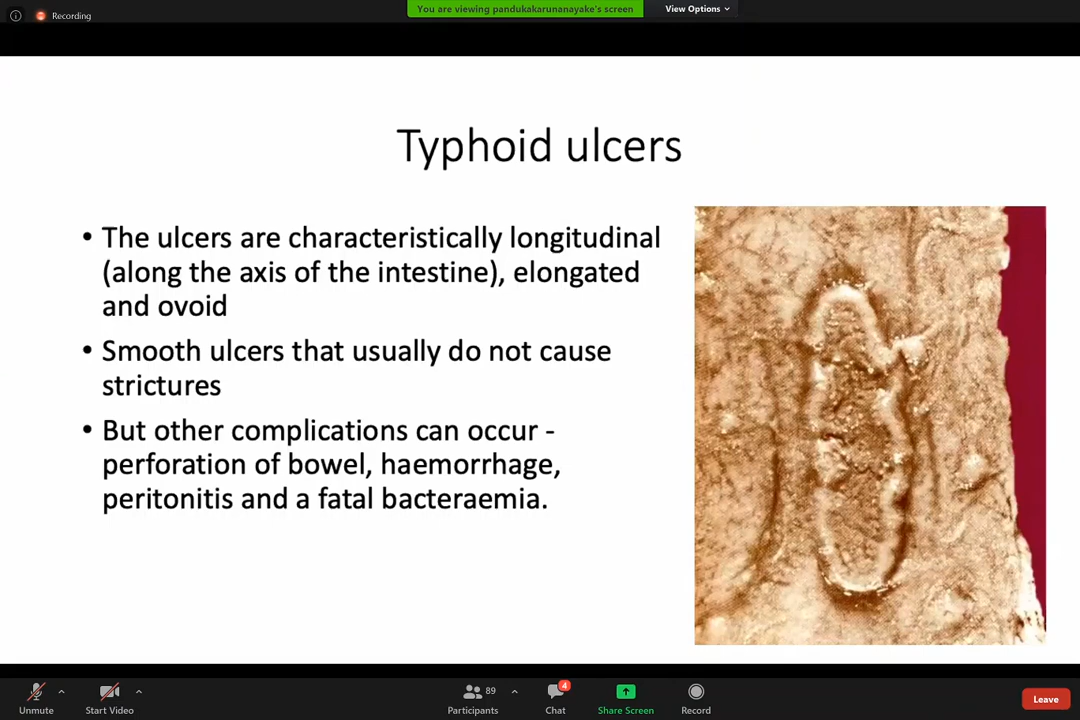 Recording
You are viewing pandukakarunanayake's screen
View Options
Typhoid ulcers
• The ulcers are characteristically longitudinal
(along the axis of the intestine), elongated
and ovoid
• Smooth ulcers that usually do not cause
strictures
• But other complications can occur -
perforation of bowel, haemorrhage,
peritonitis and a fatal bacteraemia.
Unmute
Start Video
89
Participants
4
Chat
Share Screen
Record
Leave